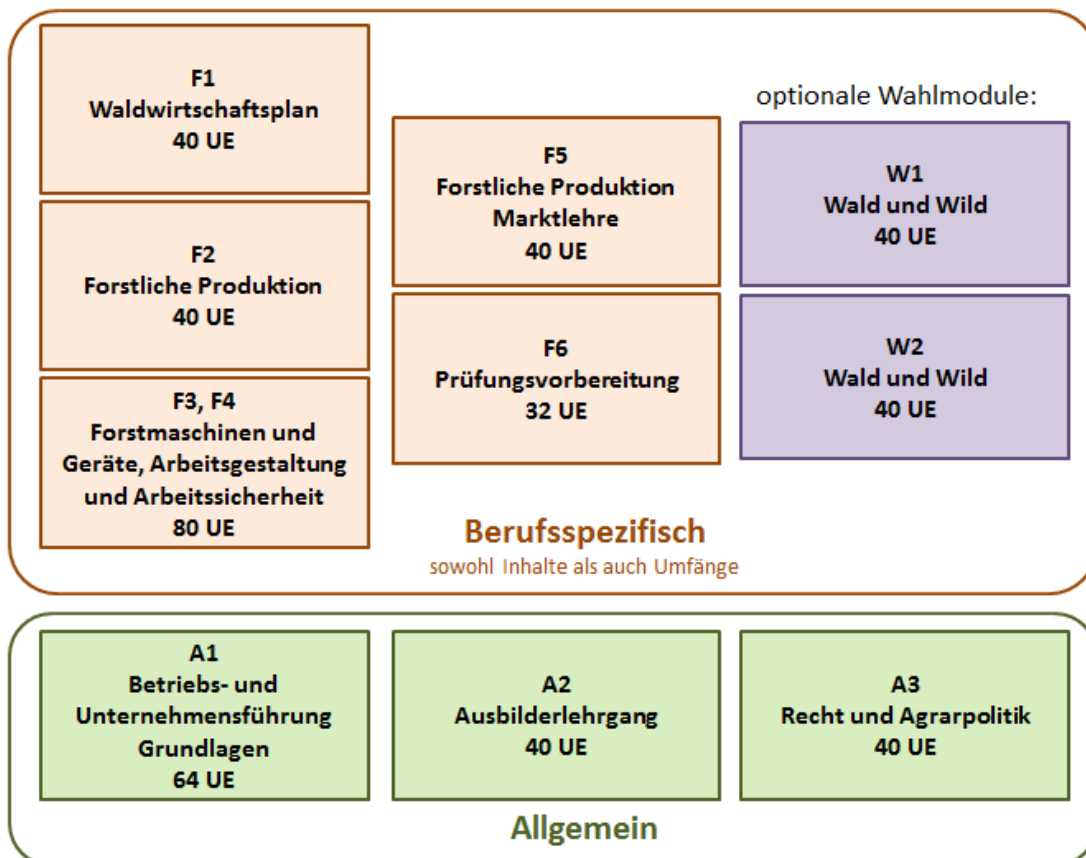 F1
Waldwirtschaftsplan
40 UE
F2
Forstliche Produktion
40 UE
F3, F4
Forstmaschinen und
Geräte, Arbeitsgestaltung
und Arbeitssicherheit
80 UE
F5
Forstliche Produktion
Marktlehre
40 UE
F6
Prüfungsvorbereitung
32 UE
optionale Wahlmodule:
W1
Wald und Wild
40 UE
W2
Wald und Wild
40 UE
Berufsspezifisch
sowohl Inhalte als auch Umfänge
A1
Betriebs- und
Unternehmensführung
Grundlagen
64 UE
A2
Ausbilderlehrgang
40 UE
A3
Recht und Agrarpolitik
40 UE
Allgemein